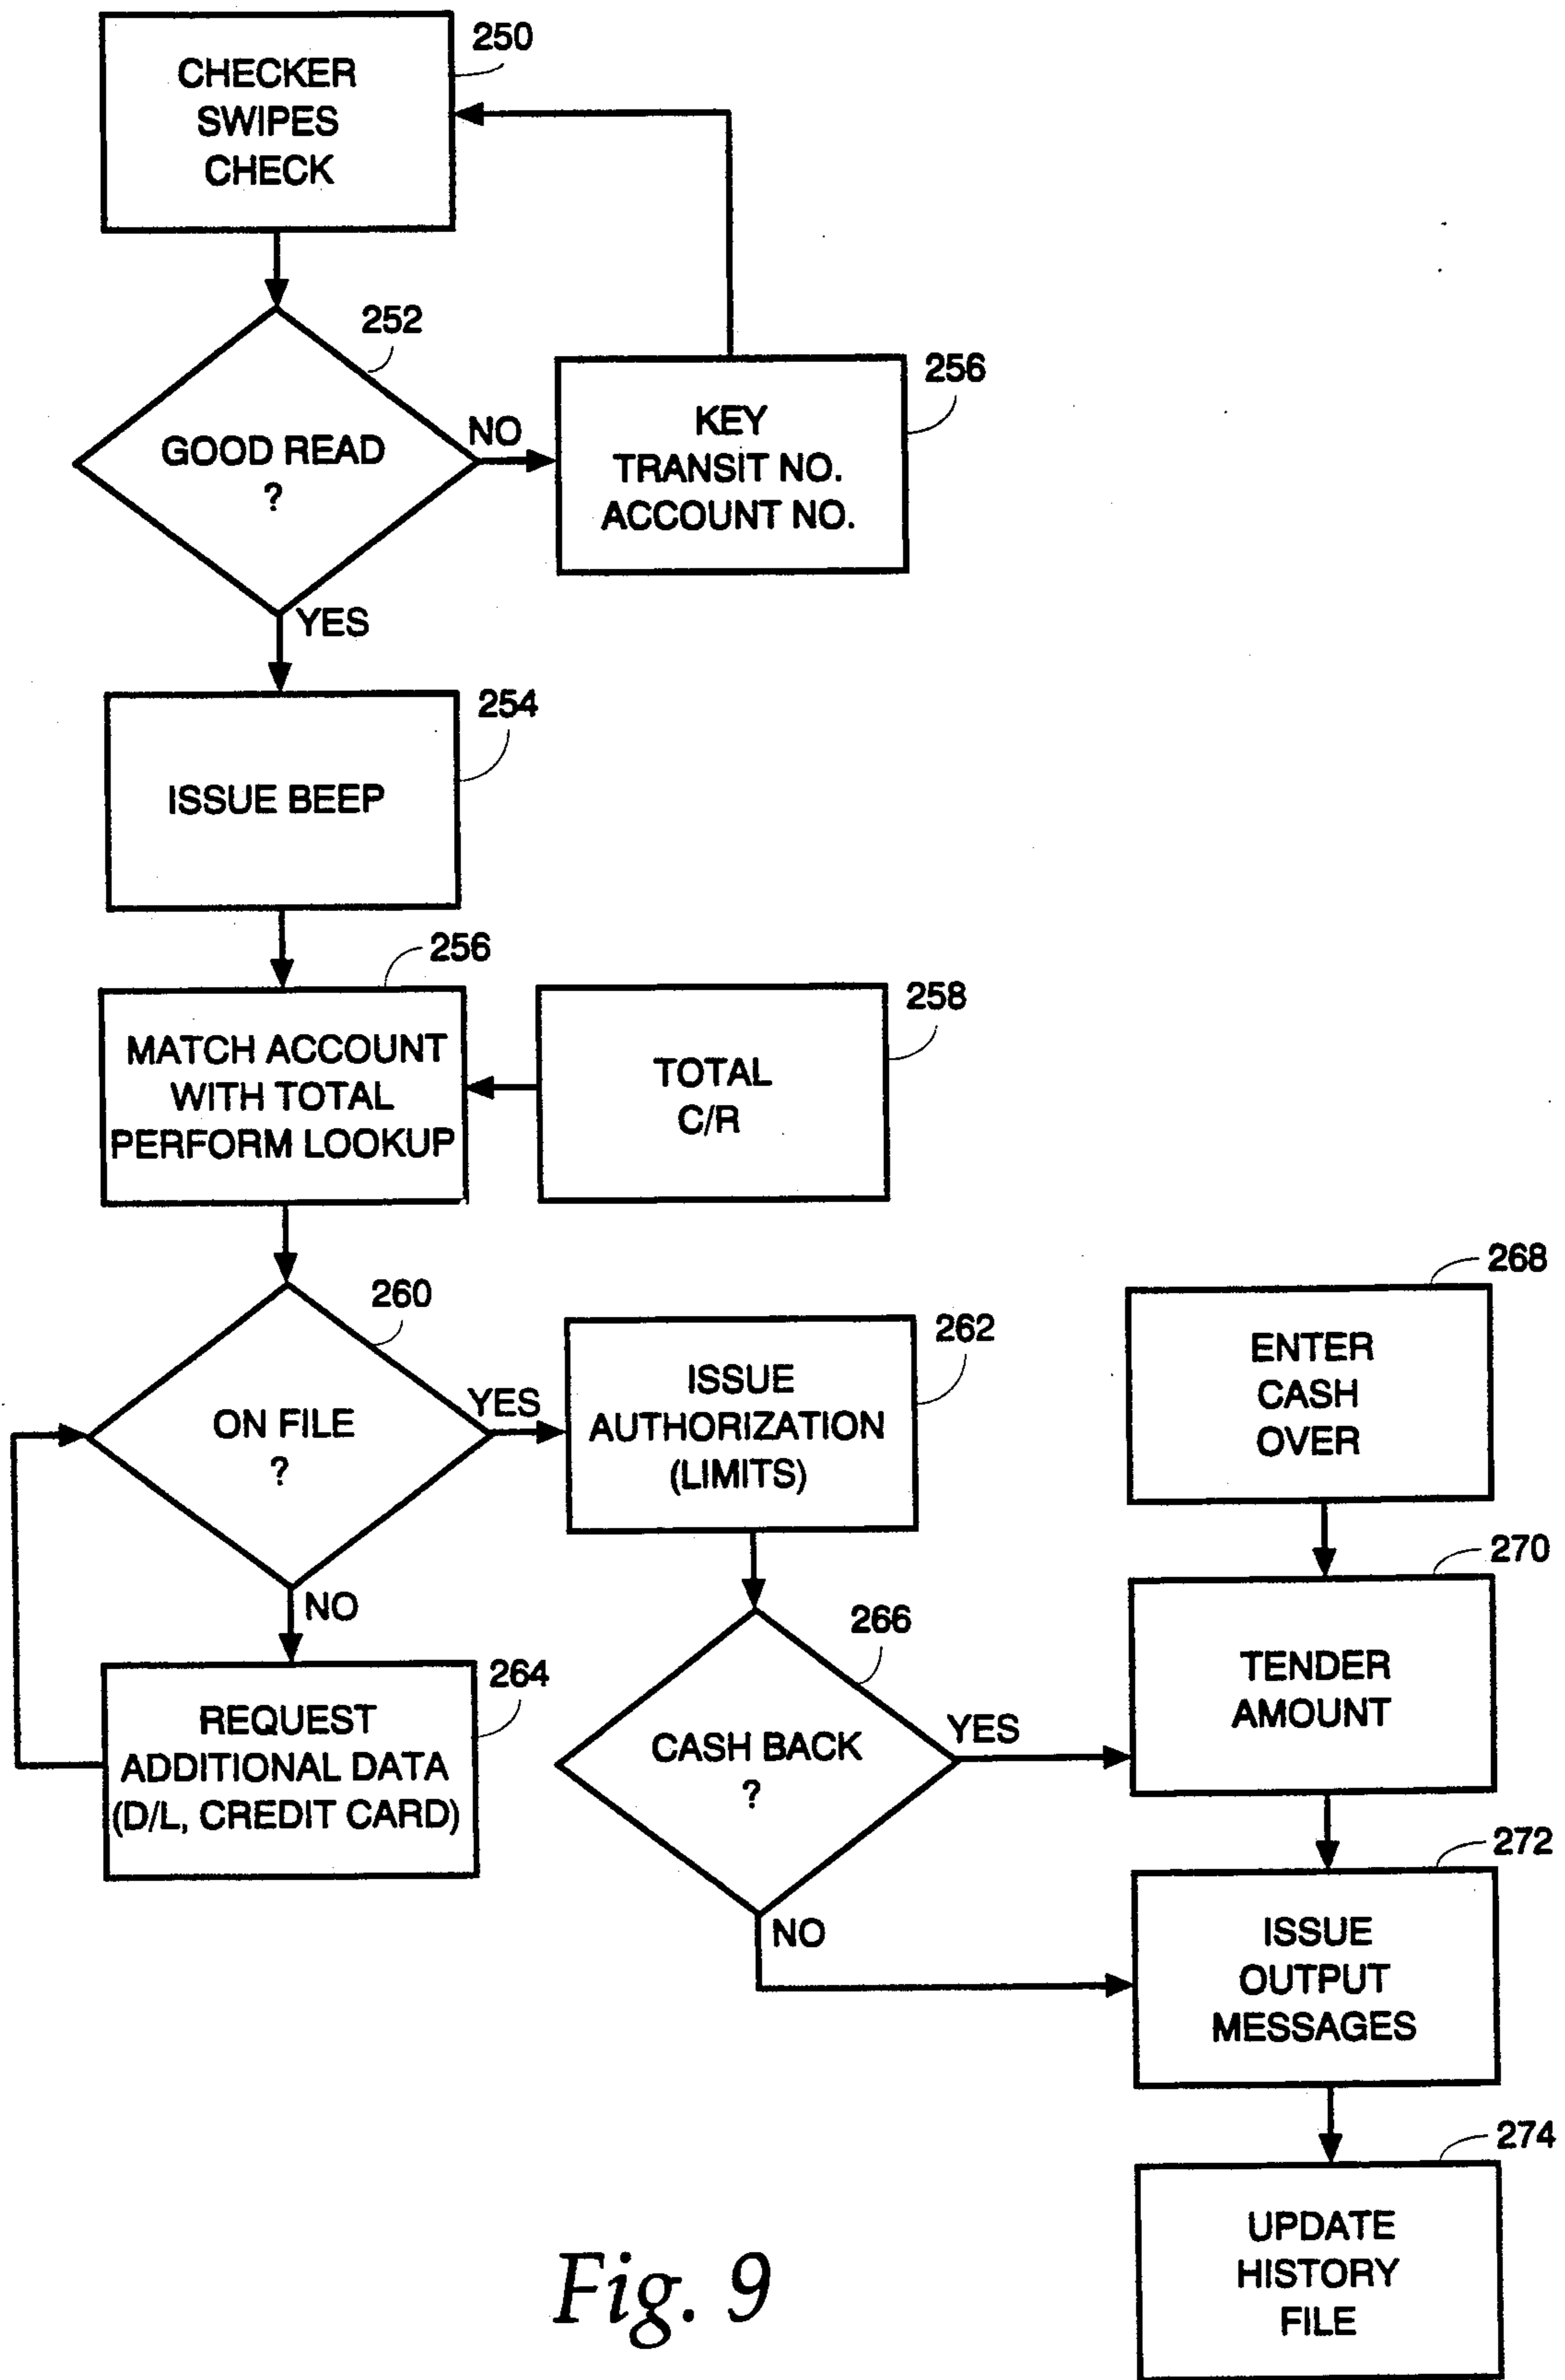 250
CHECKER
SWIPES
CHECK
252
GOOD READ
?
NO
YES
256
KEY
TRANSIT NO.
ACCOUNT NO.
254
ISSUE BEEP
256
MATCH ACCOUNT
WITH TOTAL
PERFORM LOOKUP
258
TOTAL
C/R
260
ON FILE
?
YES
NO
262
ISSUE
AUTHORIZATION
(LIMITS)
264
REQUEST
ADDITIONAL DATA
(D/L, CREDIT CARD)
266
CASH BACK
?
YES
NO
268
ENTER
CASH
OVER
270
TENDER
AMOUNT
272
ISSUE
OUTPUT
MESSAGES
274
UPDATE
HISTORY
FILE
Fig. 9